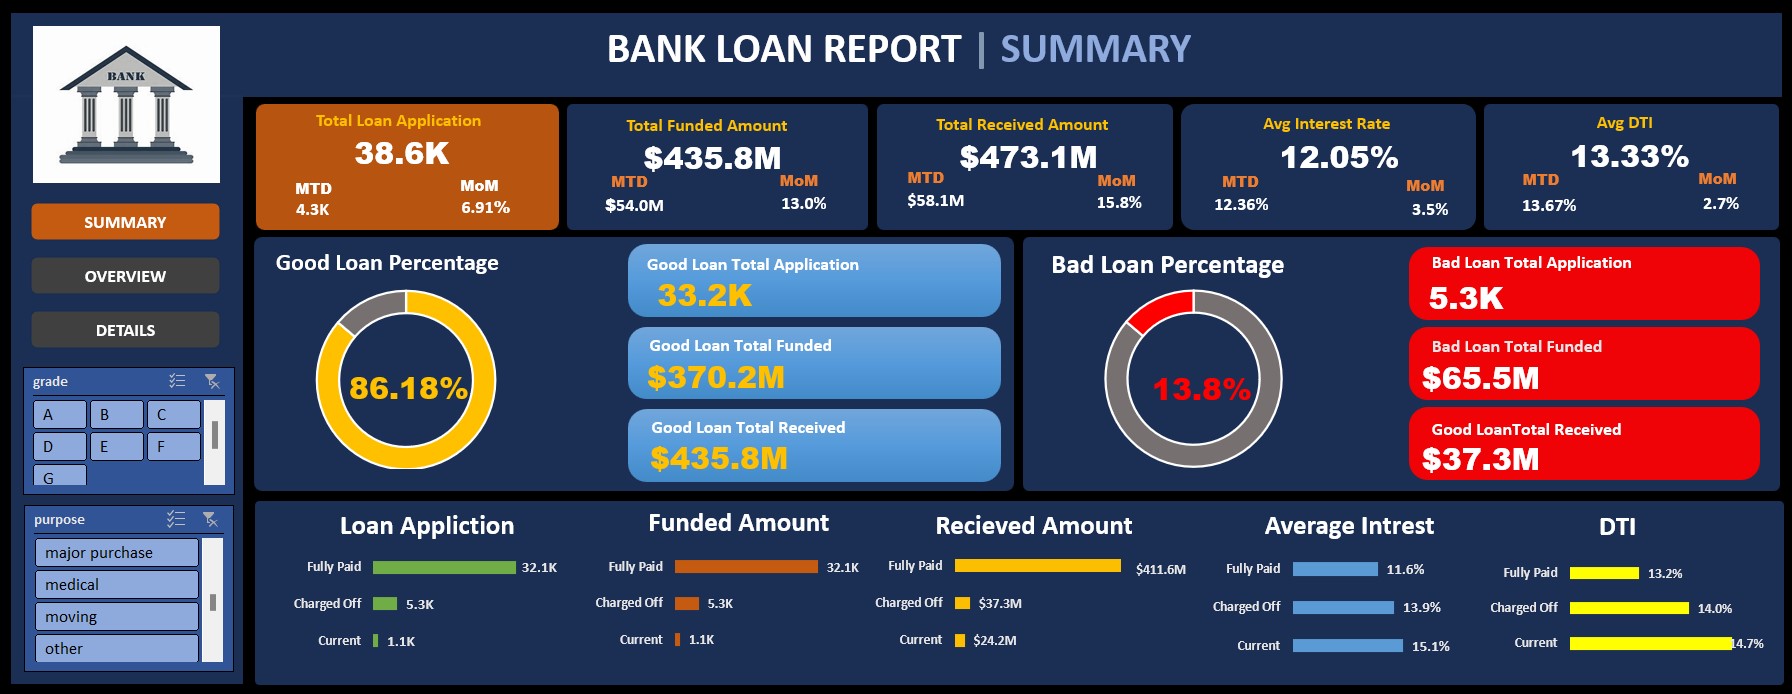 BANK LOAN REPORT | SUMMARY
BANK
SUMMARY
OVERVIEW
DETAILS
grade
A B C
D E F
G
purpose
major purchase
medical
moving
other
Total Loan Application
38.6K
MTD MoM
4.3K 6.91%
Total Funded Amount
$435.8M
MTD MoM
$54.0M 13.0%
Total Received Amount
$473.1M
MTD MoM
$58.1M 15.8%
Avg Interest Rate
12.05%
MTD MoM
12.36% 3.5%
Avg DTI
13.33%
MTD MoM
13.67% 2.7%
Good Loan Percentage
86.18%
Good Loan Total Application
33.2K
Good Loan Total Funded
$370.2M
Good Loan Total Received
$435.8M
Bad Loan Percentage
13.8%
Bad Loan Total Application
5.3K
Bad Loan Total Funded
$65.5M
Good LoanTotal Received
$37.3M
Loan Appliction
Fully Paid 32.1K
Charged Off 5.3K
Current 1.1K
Funded Amount
Fully Paid 32.1K
Charged Off 5.3K
Current 1.1K
Recieved Amount
Fully Paid $411.6M
Charged Off $37.3M
Current $24.2M
Average Intrest
Fully Paid 11.6%
Charged Off 13.9%
Current 15.1%
DTI
Fully Paid 13.2%
Charged Off 14.0%
Current 14.7%